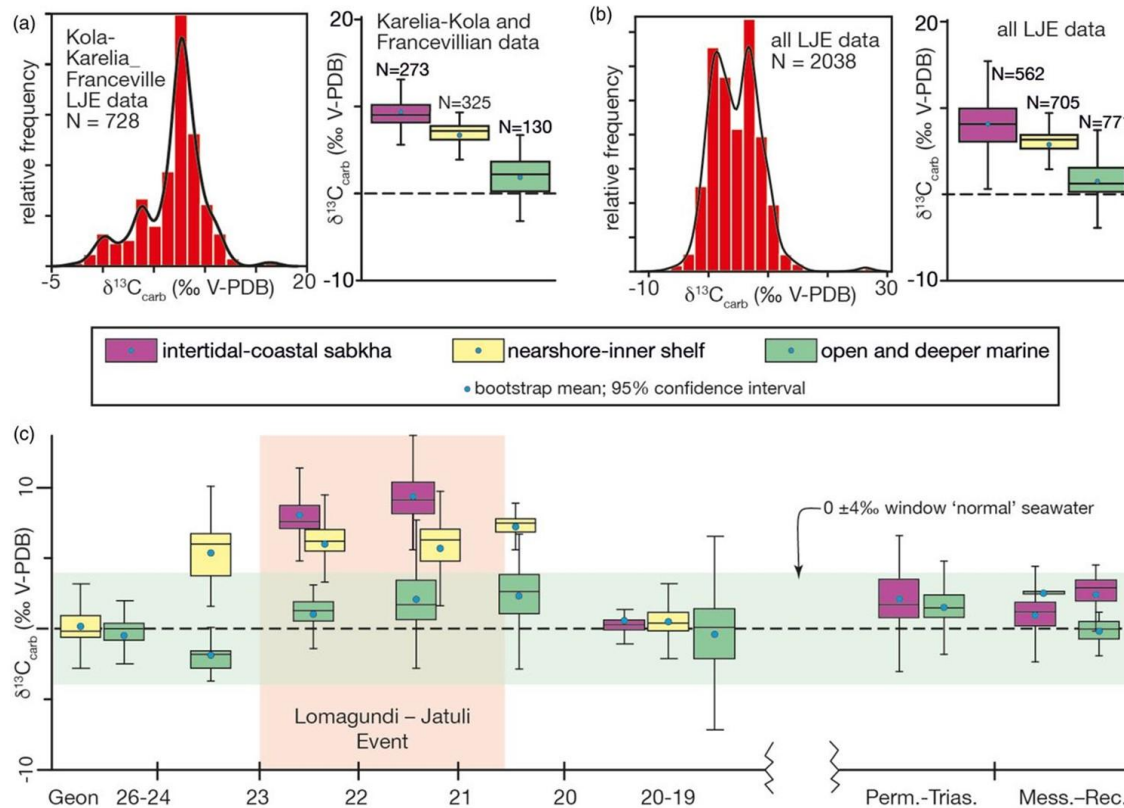 (a)
Kola-
Karelia_
Franceville
LJE data
N = 728
relative frequency
-5
20
δ13Ccarb (‰ V-PDB)
20
Karelia-Kola and
Francevillian data
N=273
N=325
N=130
δ13Ccarb (‰ V-PDB)
-10
(b)
all LJE data
N = 2038
relative frequency
-10
30
δ13Ccarb (‰ V-PDB)
20
all LJE data
N=562
N=705
N=771
δ13Ccarb (‰ V-PDB)
-10
intertidal-coastal sabkha
nearshore-inner shelf
open and deeper marine
bootstrap mean; 95% confidence interval
(c)
10
δ13Ccarb (‰ V-PDB)
-10
0 ±4‰ window ‘normal’ seawater
Lomagundi – Jatuli
Event
Geon 26-24 23 22 21 20 20-19 Perm.-Trias. Mess.-Rec.